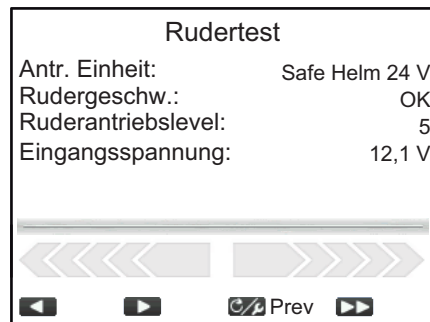 Rudertest
Antr. Einheit: Safe Helm 24 V
Rudergeschw.: OK
Ruderantriebslevel: 5
Eingangsspannung: 12,1 V
Prev